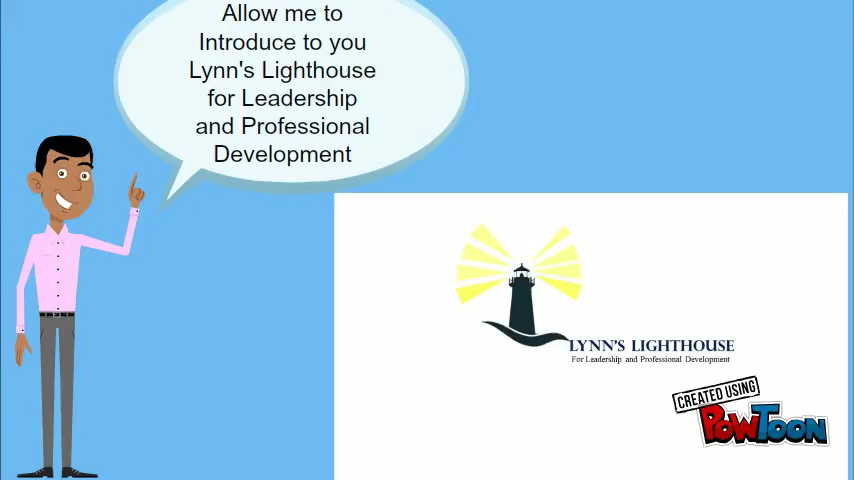 Allow me to
Introduce to you
Lynn's Lighthouse
for Leadership
and Professional
Development
LYNN'S LIGHTHOUSE
For Leadership and Professional Development
CREATED USING
POWTOON